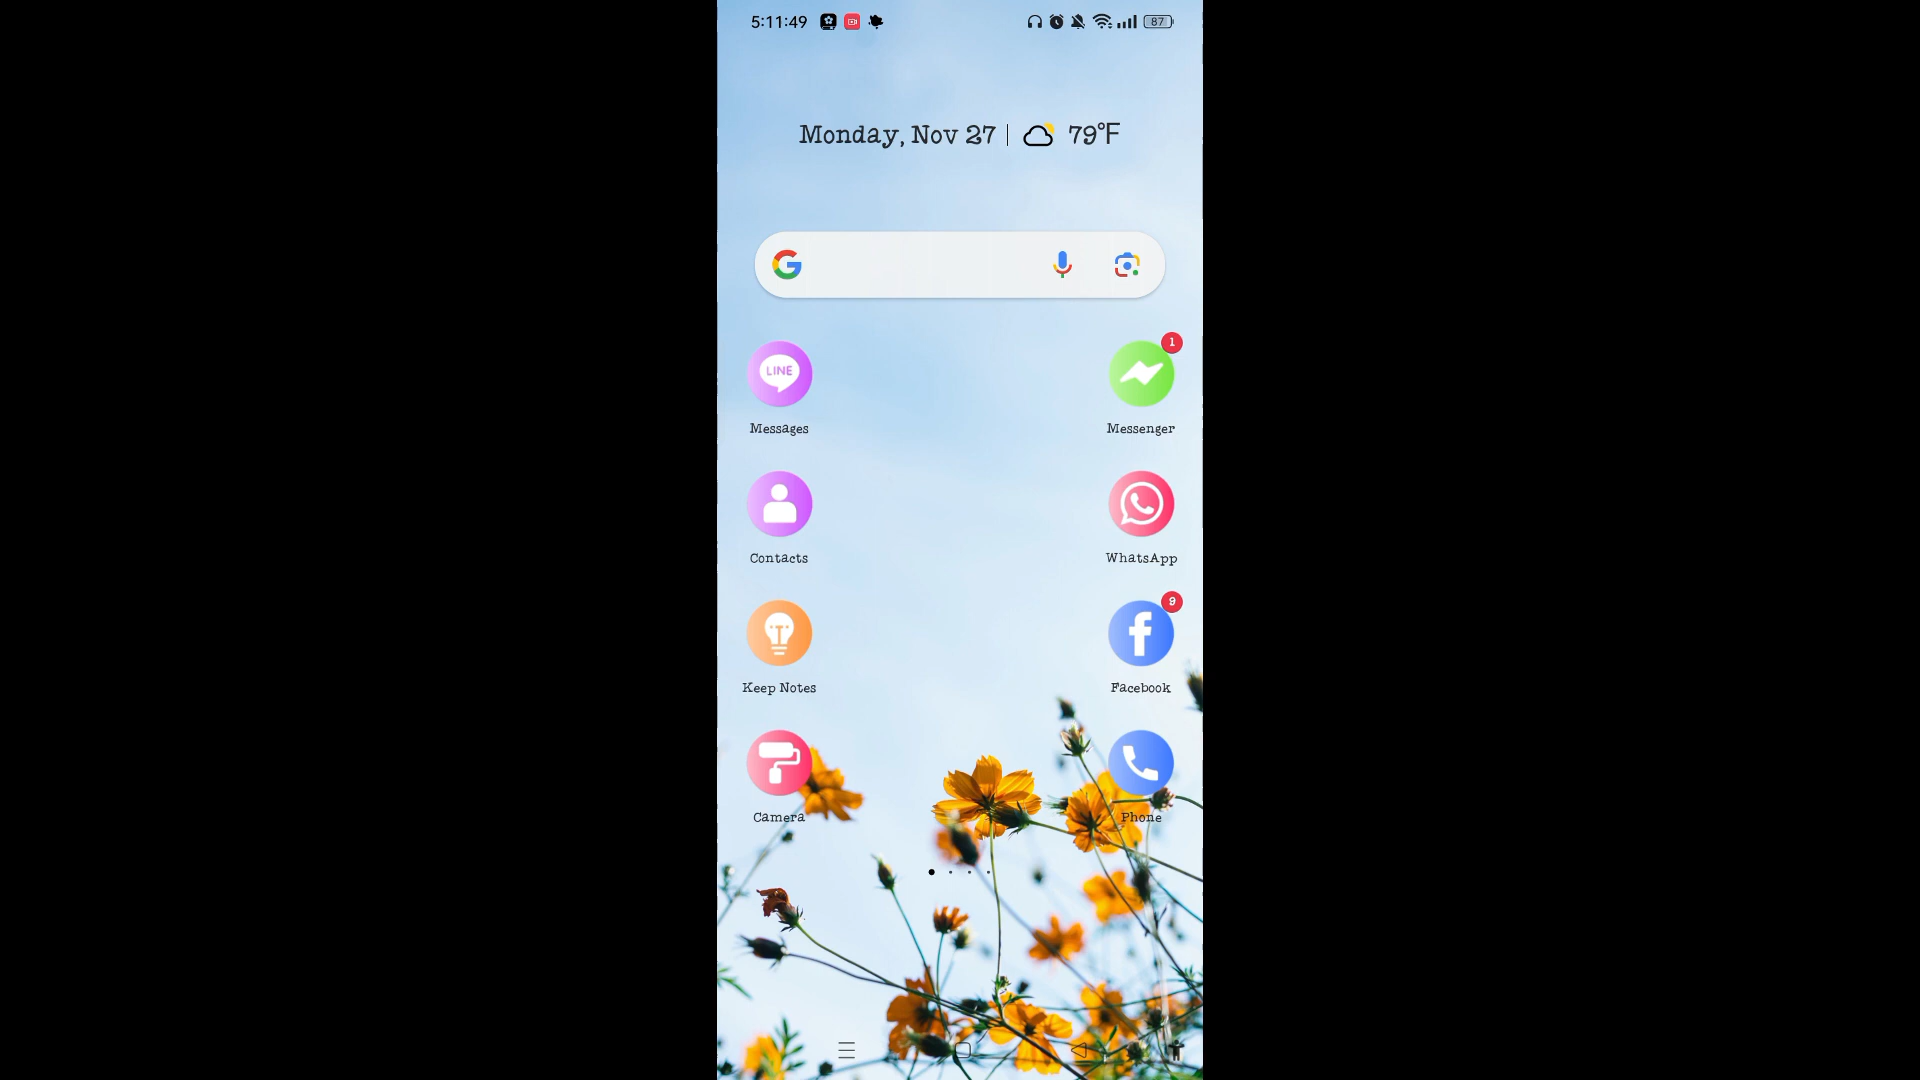 5:11:49
87
Monday, Nov 27 | 79°F
1
LINE
Messages
Messenger
Contacts
WhatsApp
9
Keep Notes
Facebook
Camera
Phone